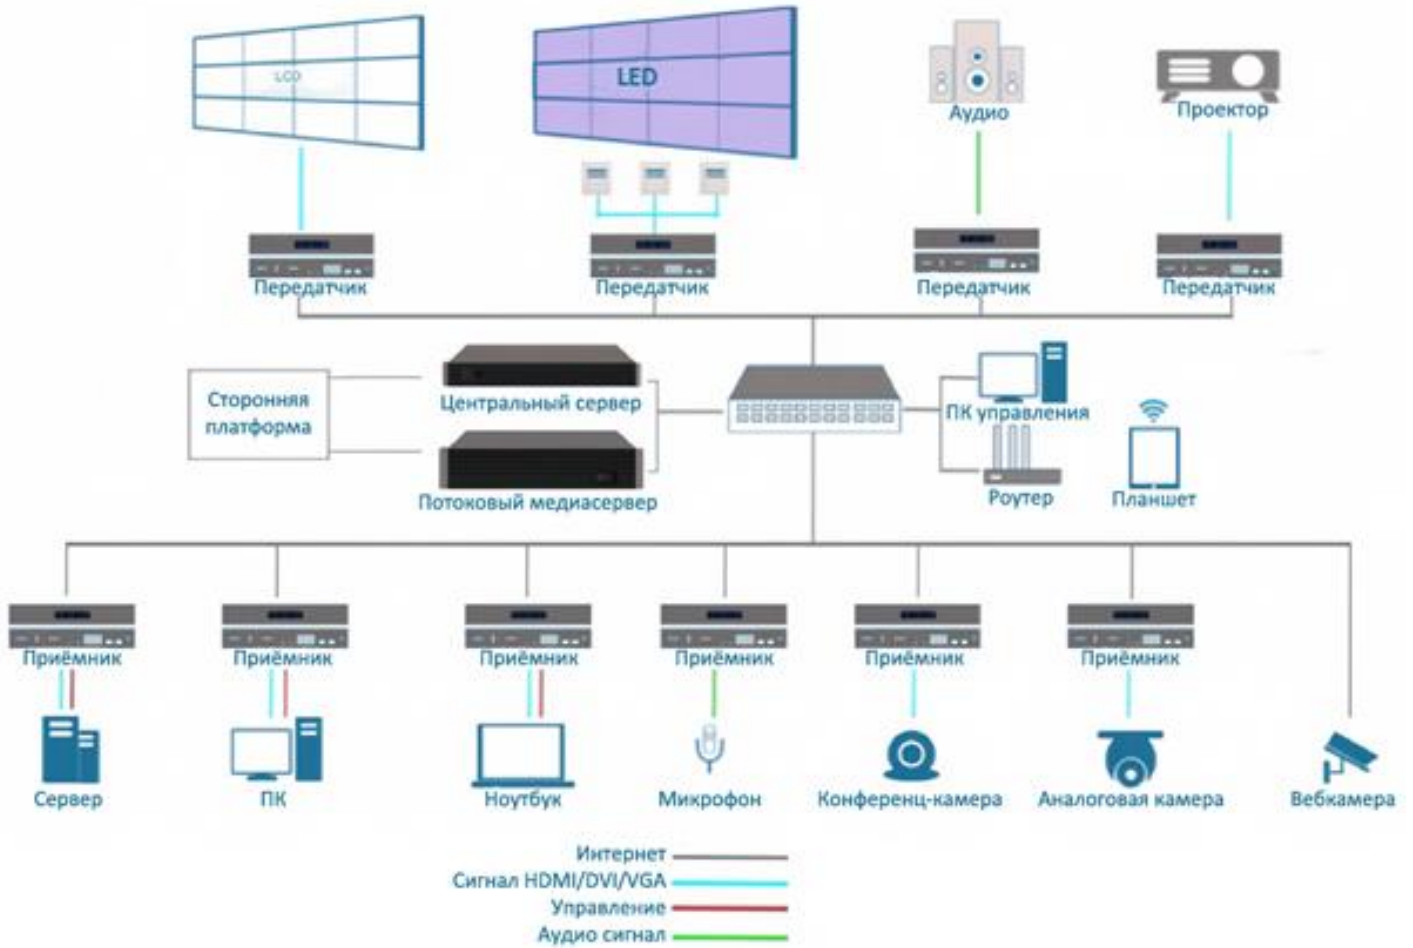 LCD
LED
Аудио
Проектор
Передатчик
Передатчик
Передатчик
Передатчик
Сторонняя
платформа
Центральный сервер
Потоковый медиасервер
ПК управления
Роутер
Планшет
Приёмник
Приёмник
Приёмник
Приёмник
Приёмник
Приёмник
Сервер
ПК
Ноутбук
Микрофон
Конференц-камера
Аналоговая камера
Вебкамера
Интернет
Сигнал HDMI/DVI/VGA
Управление
Аудио сигнал